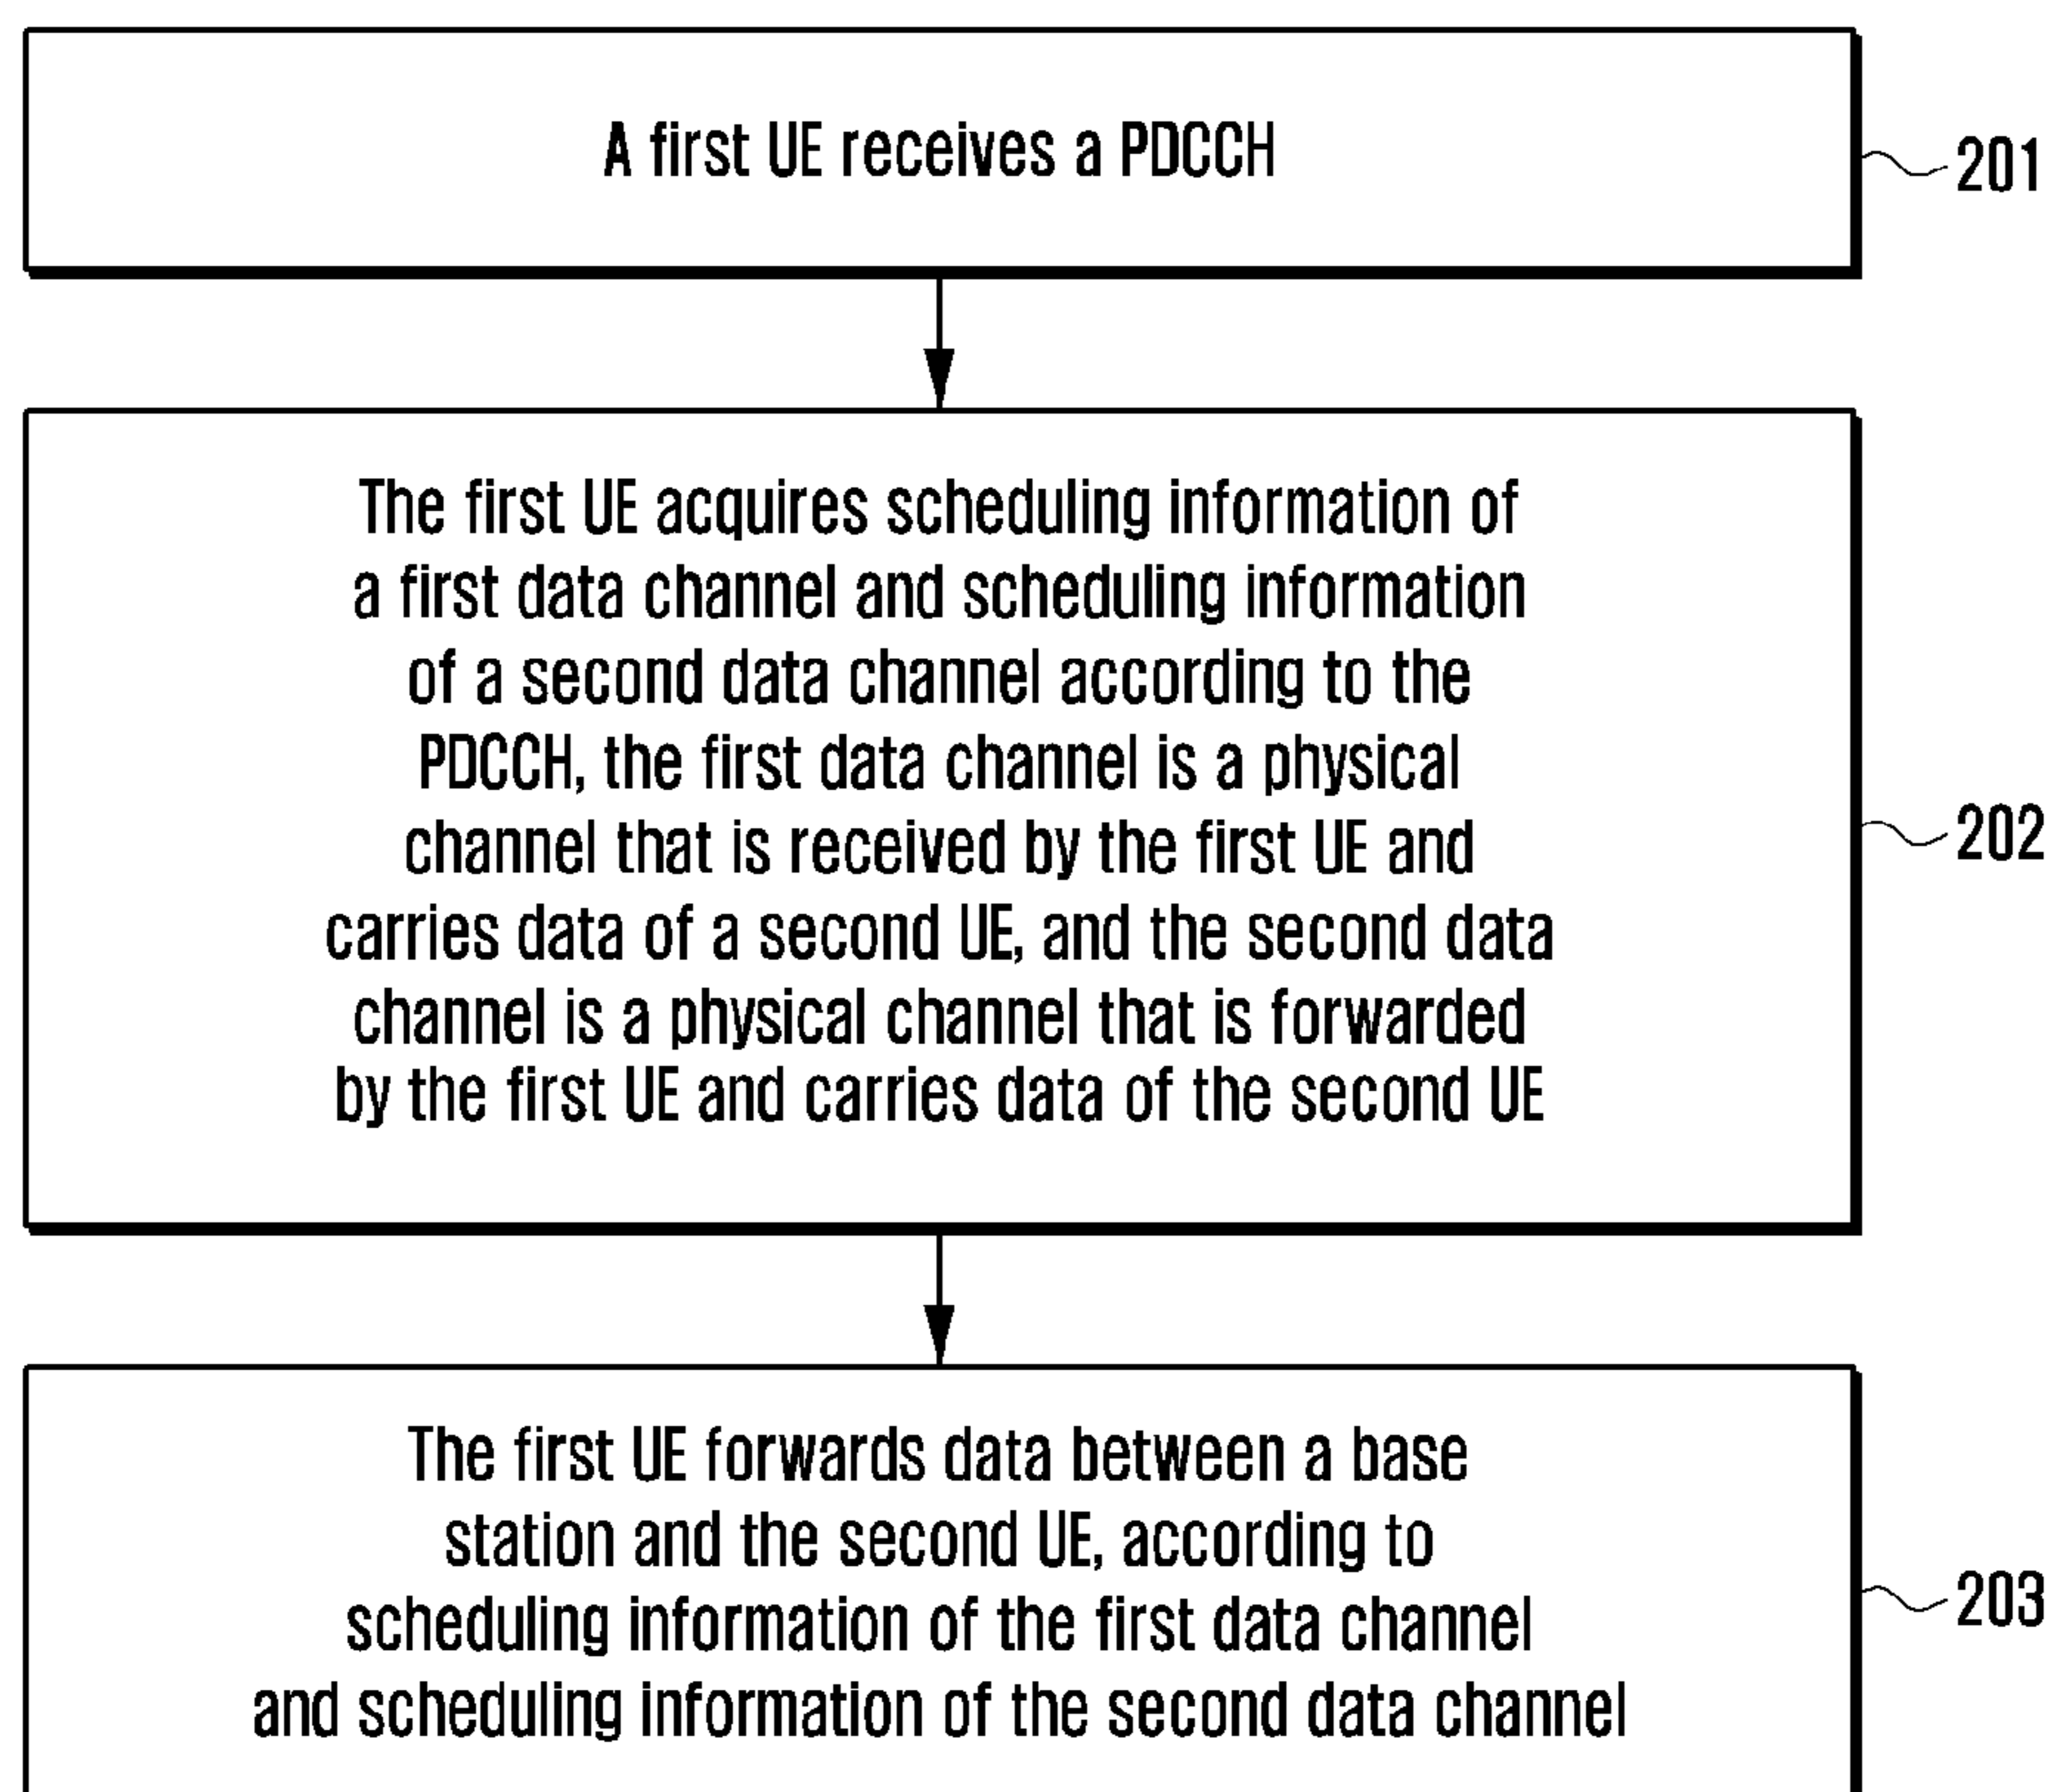 A first UE receives a PDCCH
201
The first UE acquires scheduling information of
a first data channel and scheduling information
of a second data channel according to the
PDCCH, the first data channel is a physical
channel that is received by the first UE and
carries data of a second UE, and the second data
channel is a physical channel that is forwarded
by the first UE and carries data of the second UE
202
The first UE forwards data between a base
station and the second UE, according to
scheduling information of the first data channel
and scheduling information of the second data channel
203